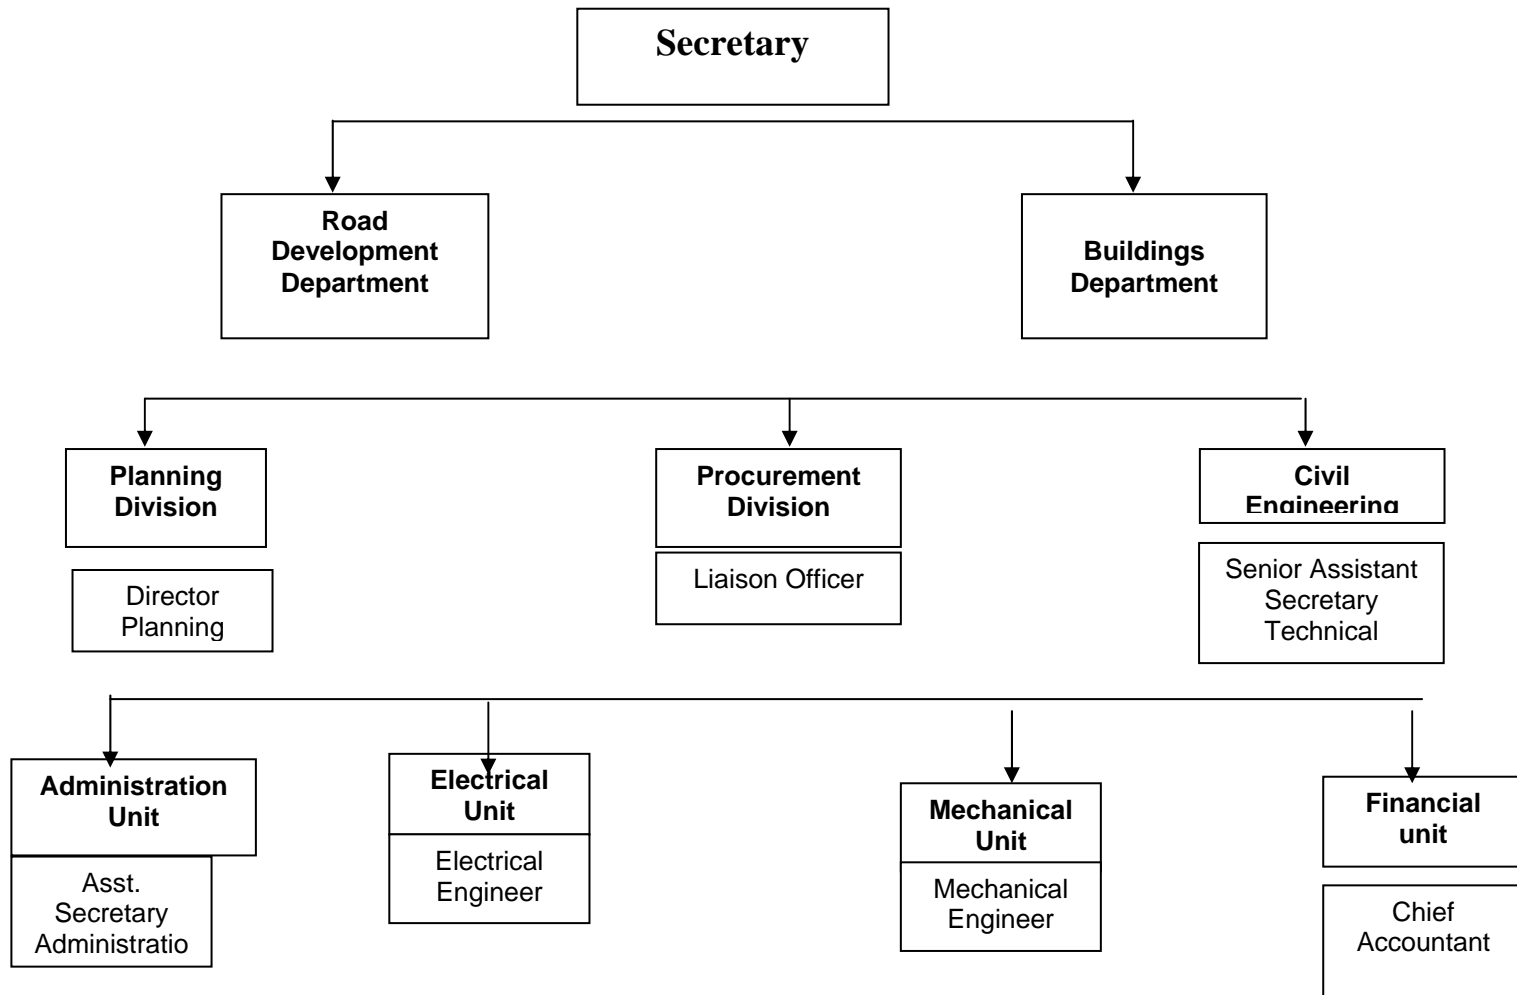 Secretary
Road
Development
Department
Buildings
Department
Planning
Division
Procurement
Division
Civil
Engineering
Director
Planning
Liaison Officer
Senior Assistant
Secretary
Technical
Administration
Unit
Electrical
Unit
Mechanical
Unit
Financial
unit
Asst.
Secretary
Administratio
Electrical
Engineer
Mechanical
Engineer
Chief
Accountant